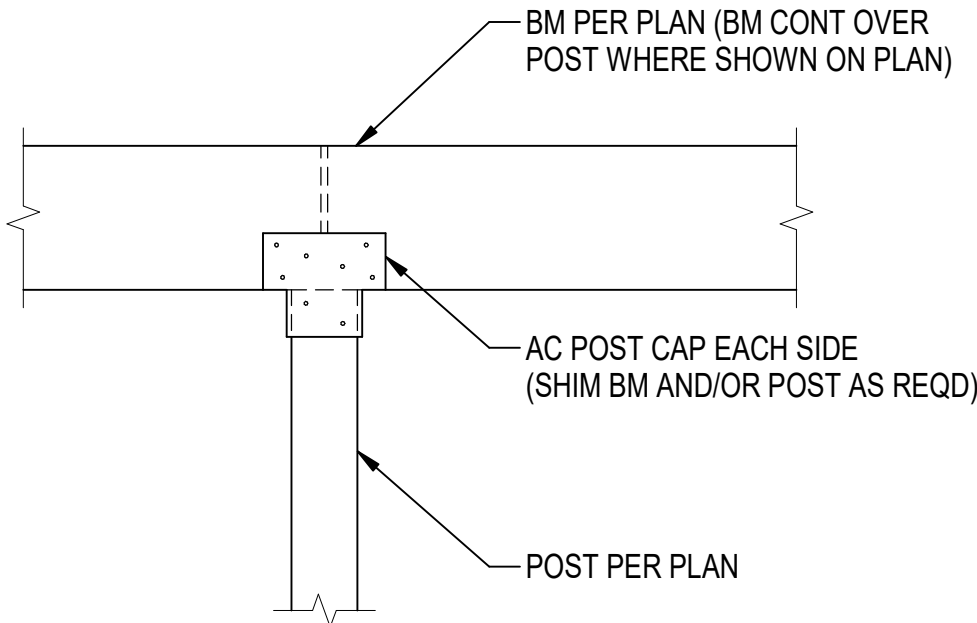 BM PER PLAN (BM CONT OVER
POST WHERE SHOWN ON PLAN)
AC POST CAP EACH SIDE
(SHIM BM AND/OR POST AS REQD)
POST PER PLAN